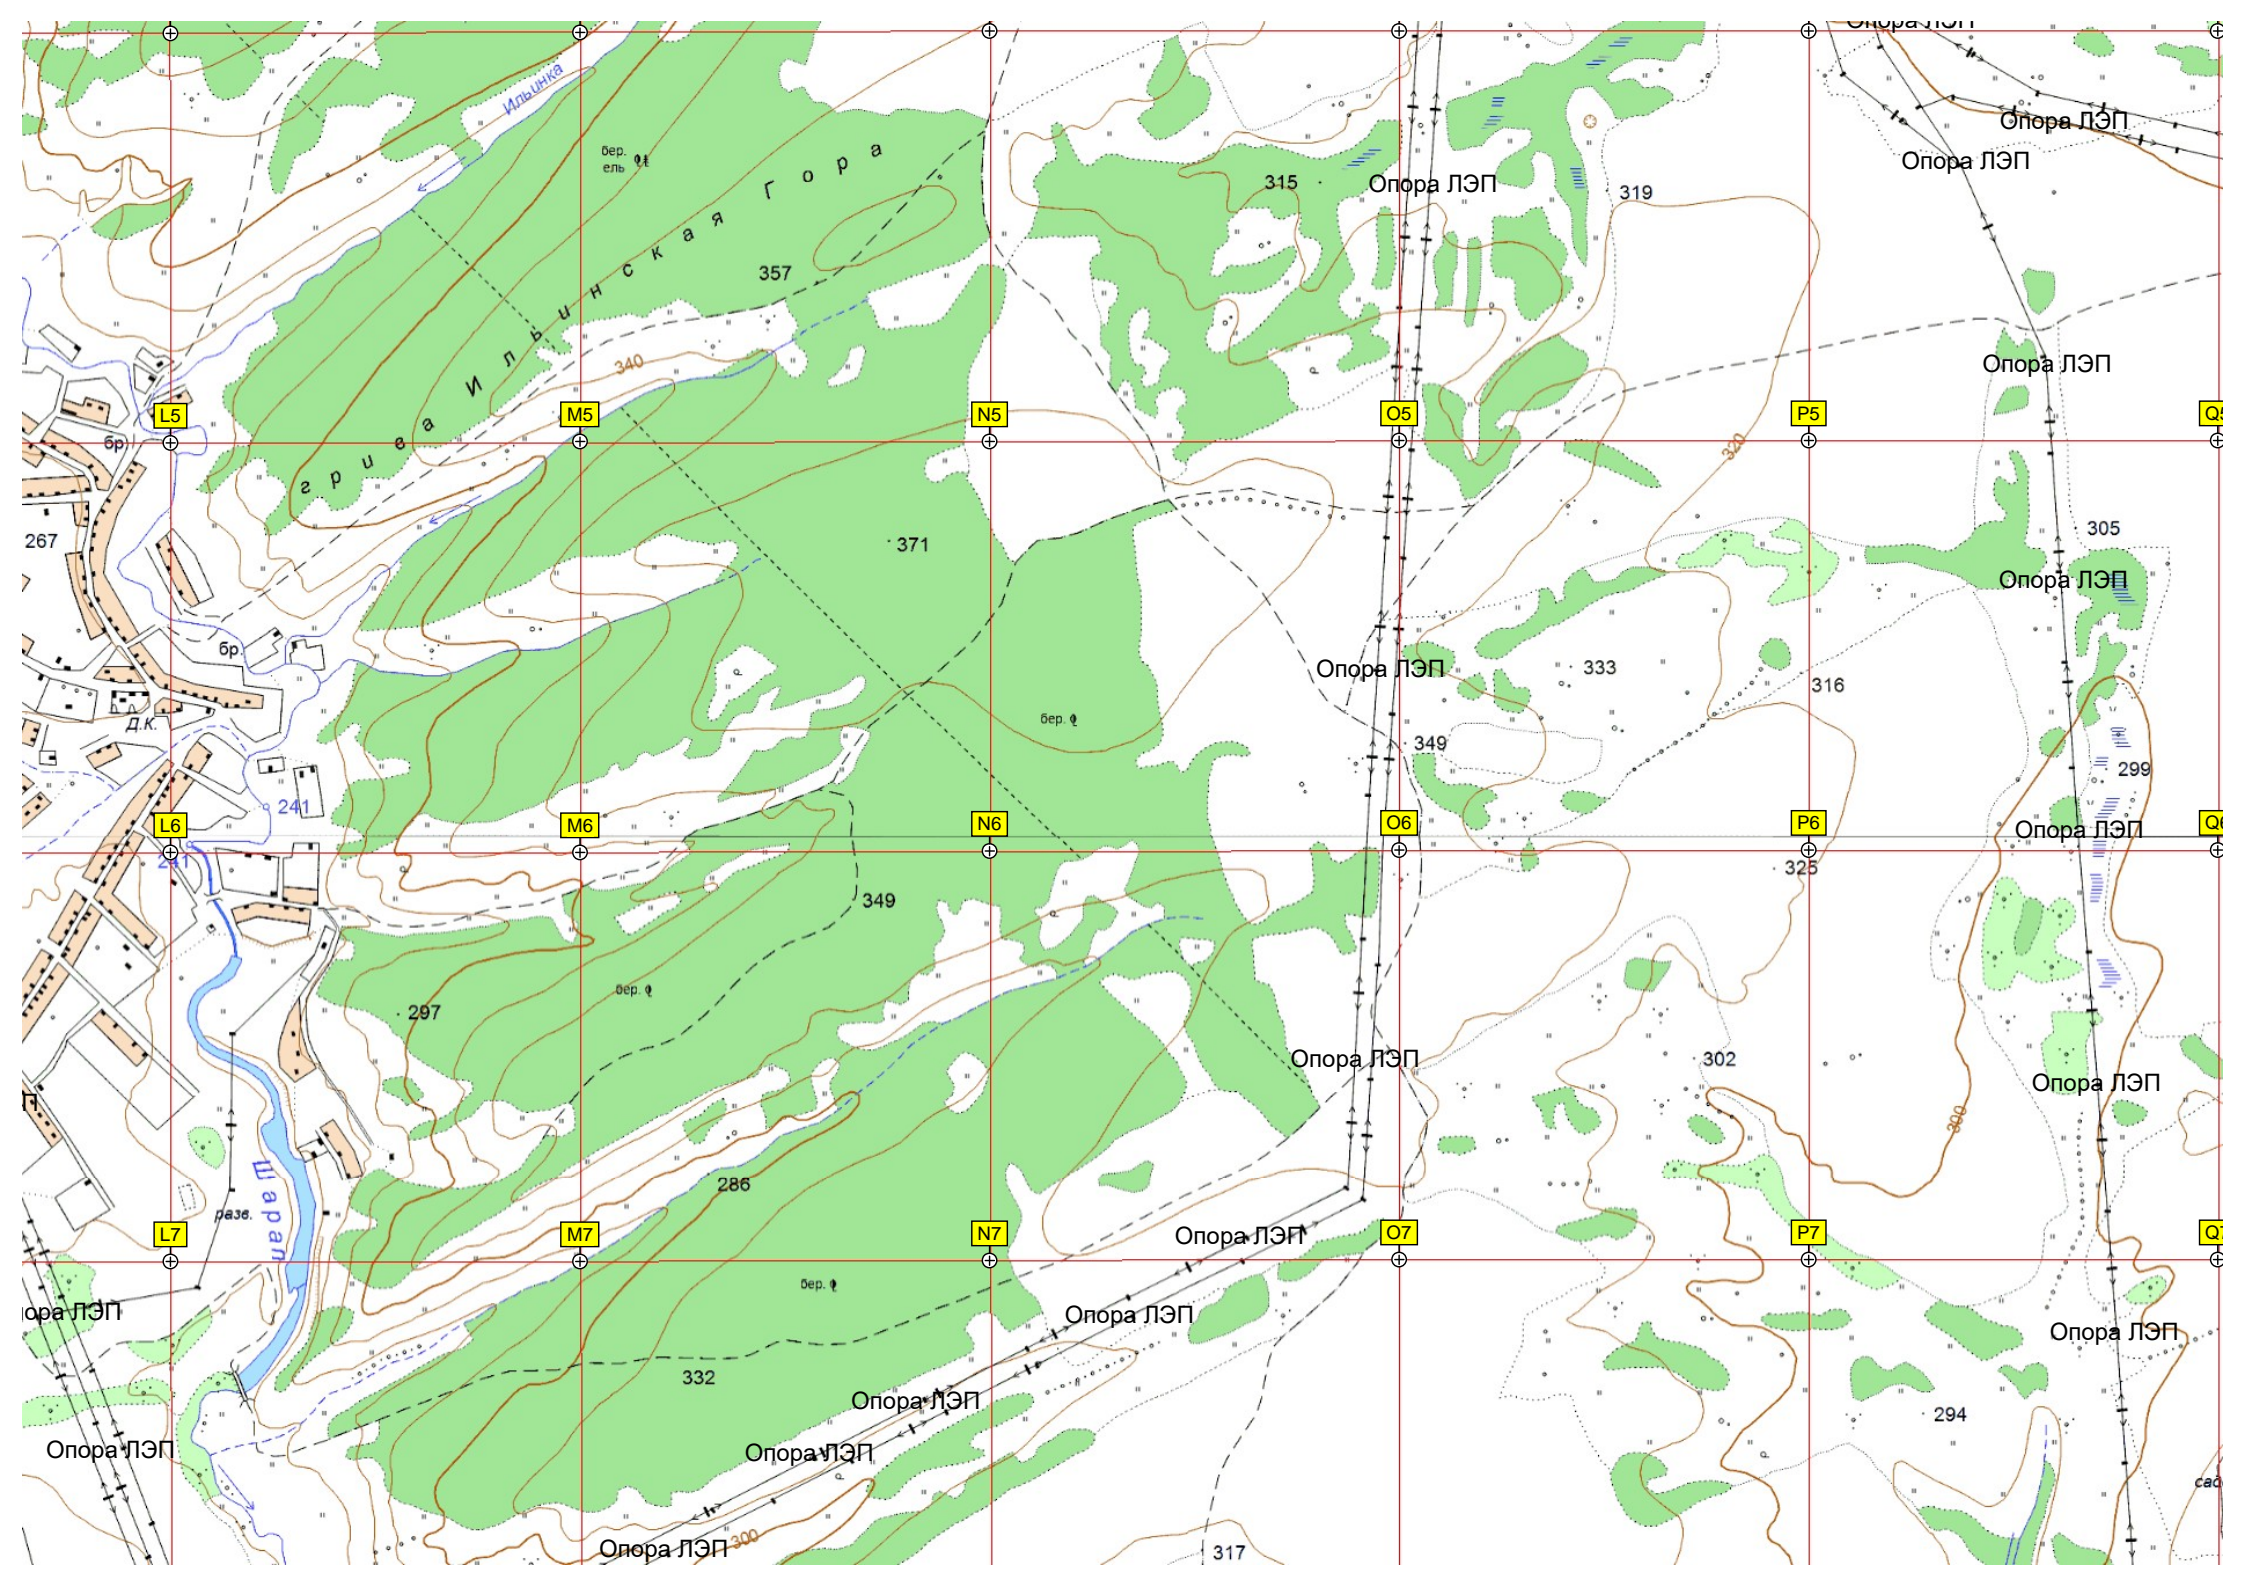 Опора ЛЭП
Ильинка
Опора ЛЭП
Опора ЛЭП
бер.
ель
грива Ильинская Гора
315
Опора ЛЭП
319
357
340
Опора ЛЭП
L5
M5
N5
O5
P5
бр.
320
267
371
305
Опора ЛЭП
бр.
Опора ЛЭП
333
316
Д.К.
бер.
349
299
241
L6
M6
N6
O6
P6
Опора ЛЭП
241
325
349
бер.
297
Опора ЛЭП
302
Опора ЛЭП
300
Шарап
286
разв.
L7
M7
N7
Опора ЛЭП
O7
P7
бер.
Опора ЛЭП
Опора ЛЭП
332
Опора ЛЭП
294
Опора ЛЭП
Опора ЛЭП
300
Опора ЛЭП
317